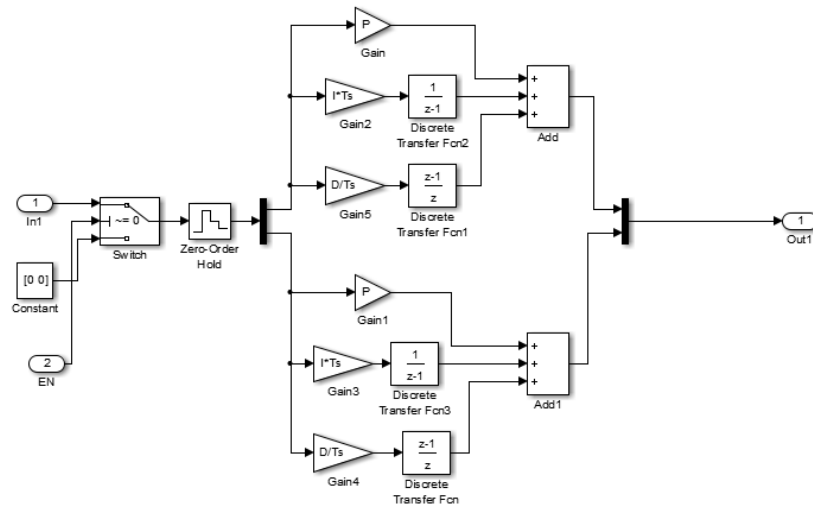 P
Gain
I*Ts
Gain2
1
z-1
Discrete
Transfer Fcn2
+
+
+
Add
D/Ts
Gain5
z-1
z
Discrete
Transfer Fcn1
1
In1
~= 0
Switch
Zero-Order
Hold
[0 0]
Constant
2
EN
1
Out1
P
Gain1
I*Ts
Gain3
1
z-1
Discrete
Transfer Fcn3
+
+
+
Add1
D/Ts
Gain4
z-1
z
Discrete
Transfer Fcn